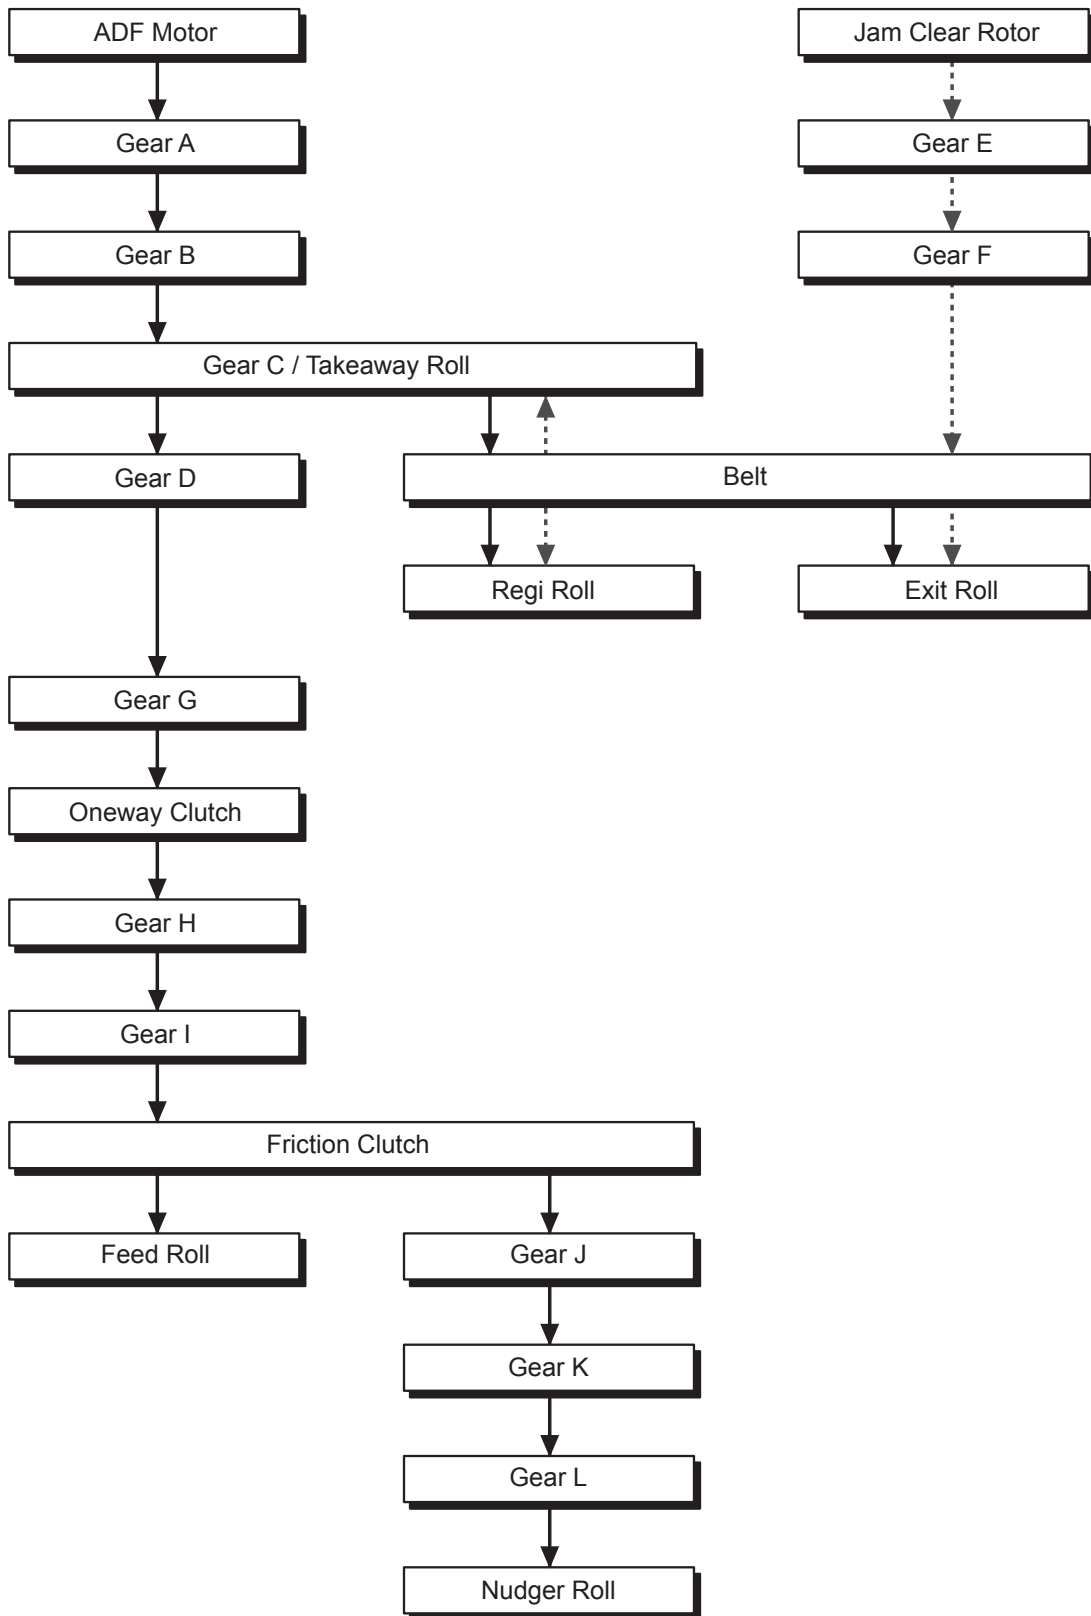 ADF Motor
Jam Clear Rotor
Gear A
Gear E
Gear B
Gear F
Gear C / Takeaway Roll
Gear D
Belt
Regi Roll
Exit Roll
Gear G
Oneway Clutch
Gear H
Gear I
Friction Clutch
Feed Roll
Gear J
Gear K
Gear L
Nudger Roll